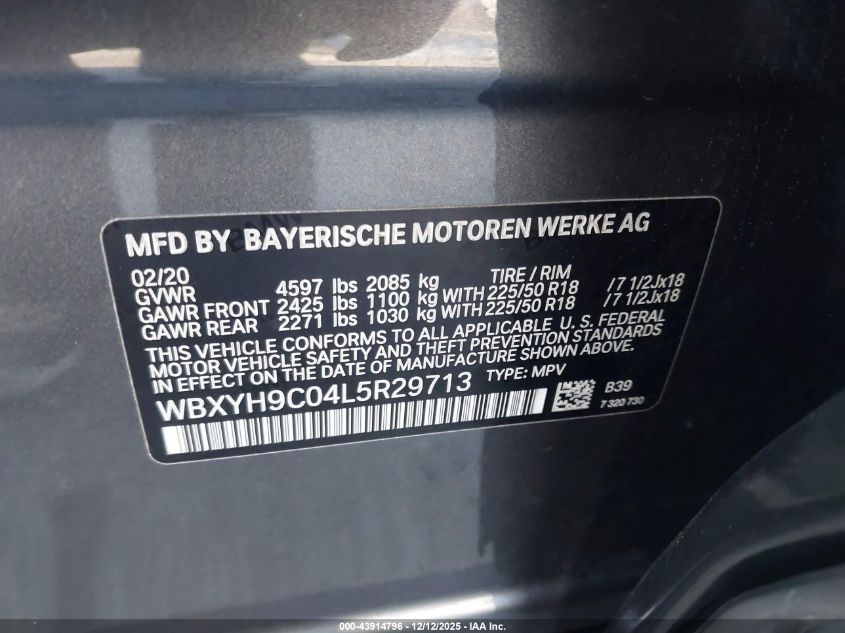 MFD BY BAYERISCHE MOTOREN WERKE AG
02/20 TIRE / RIM
GVWR 4597 lbs 2085 kg
GAWR FRONT 2425 lbs 1100 kg WITH 225/50 R18 /7 1/2Jx18
GAWR REAR 2271 lbs 1030 kg WITH 225/50 R18 /7 1/2Jx18
THIS VEHICLE CONFORMS TO ALL APPLICABLE U. S. FEDERAL
MOTOR VEHICLE SAFETY AND THEFT PREVENTION STANDARDS
IN EFFECT ON THE DATE OF MANUFACTURE SHOWN ABOVE.
WBXYH9C04L5R29713 TYPE: MPV
B39
7 320 730
000-43914796 - 12/12/2025 - IAA Inc.